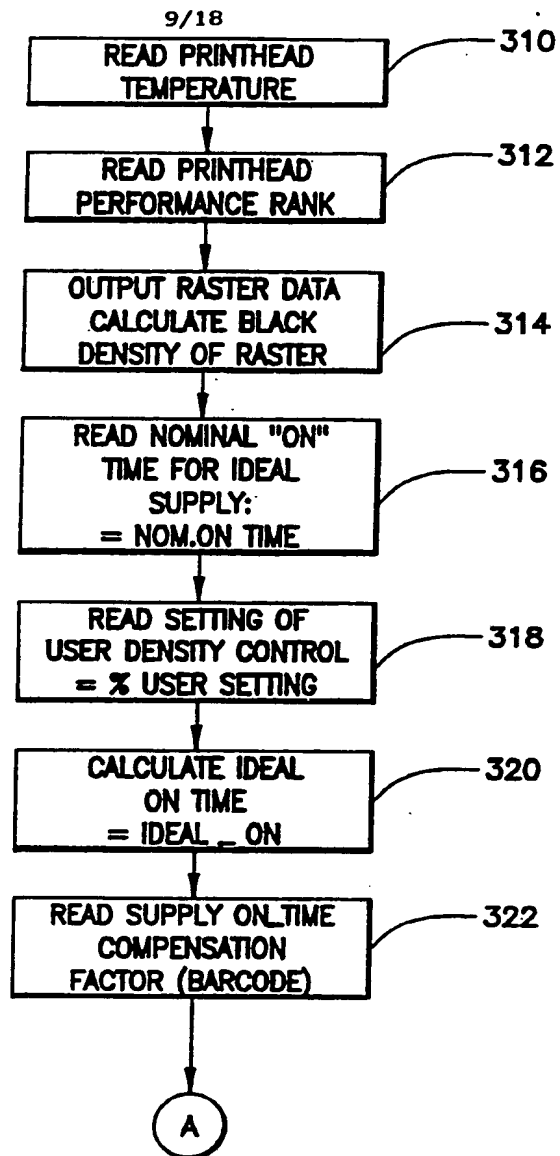 9/18
READ PRINTHEAD
TEMPERATURE
310
READ PRINTHEAD
PERFORMANCE RANK
312
OUTPUT RASTER DATA
CALCULATE BLACK
DENSITY OF RASTER
314
READ NOMINAL "ON"
TIME FOR IDEAL
SUPPLY:
= NOM.ON TIME
316
READ SETTING OF
USER DENSITY CONTROL
= % USER SETTING
318
CALCULATE IDEAL
ON TIME
= IDEAL _ ON
320
READ SUPPLY ON_TIME
COMPENSATION
FACTOR (BARCODE)
322
A